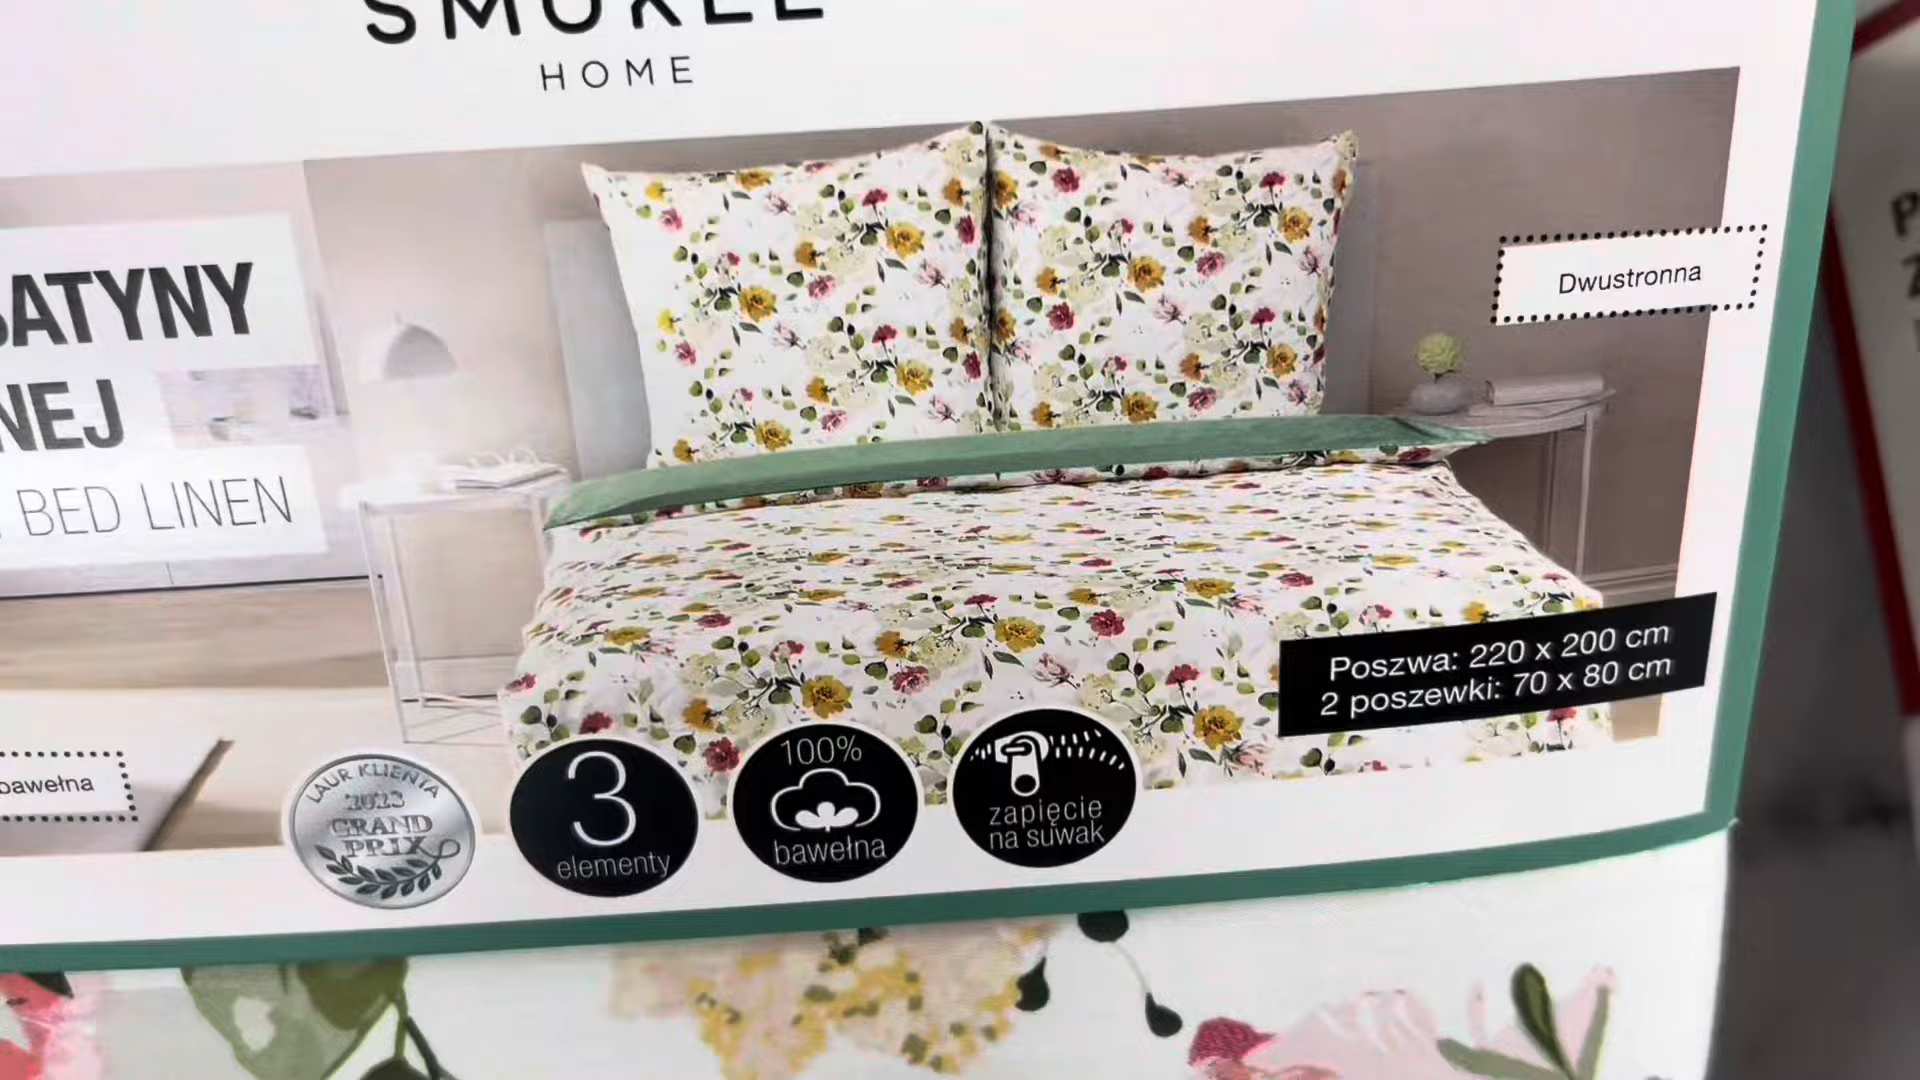 HOME
SATYNY
NEJ
BED LINEN
Dwustronna
Poszwa: 220 x 200 cm
2 poszewki: 70 x 80 cm
bawełna
LAUR KLIENTA
2023
GRAND
PRIX
3
elementy
100%
bawełna
zapięcie
na suwak